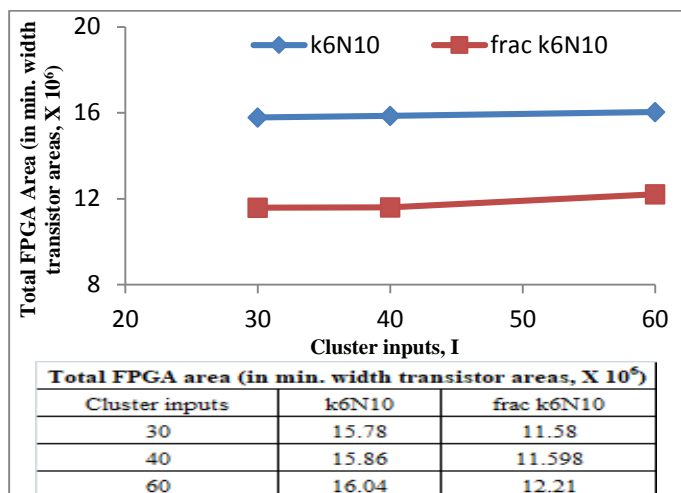 Total FPGA Area (in min. width
transistor areas, X 10⁶)
20
16
12
8
k6N10 frac k6N10
20 30 40 50 60
Cluster inputs, I
Total FPGA area (in min. width transistor areas, X 10⁶)
Cluster inputs k6N10 frac k6N10
30 15.78 11.58
40 15.86 11.598
60 16.04 12.21